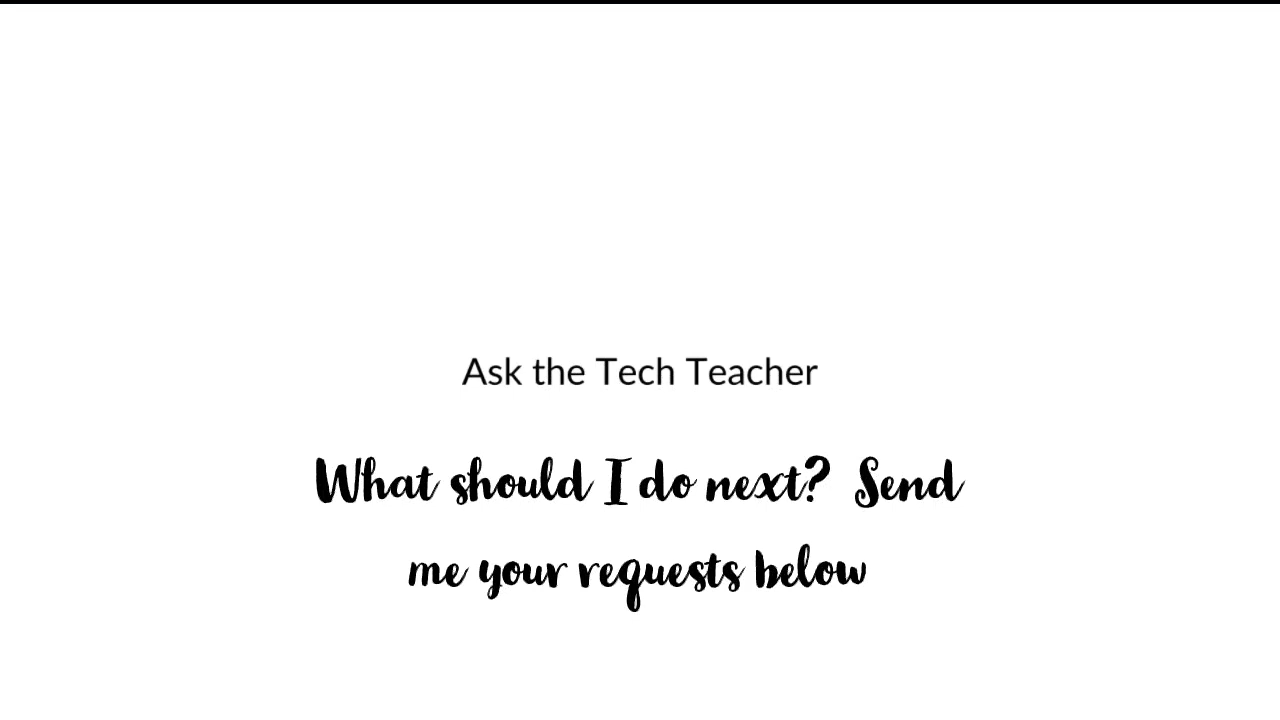 Ask the Tech Teacher
What should I do next? Send
me your requests below